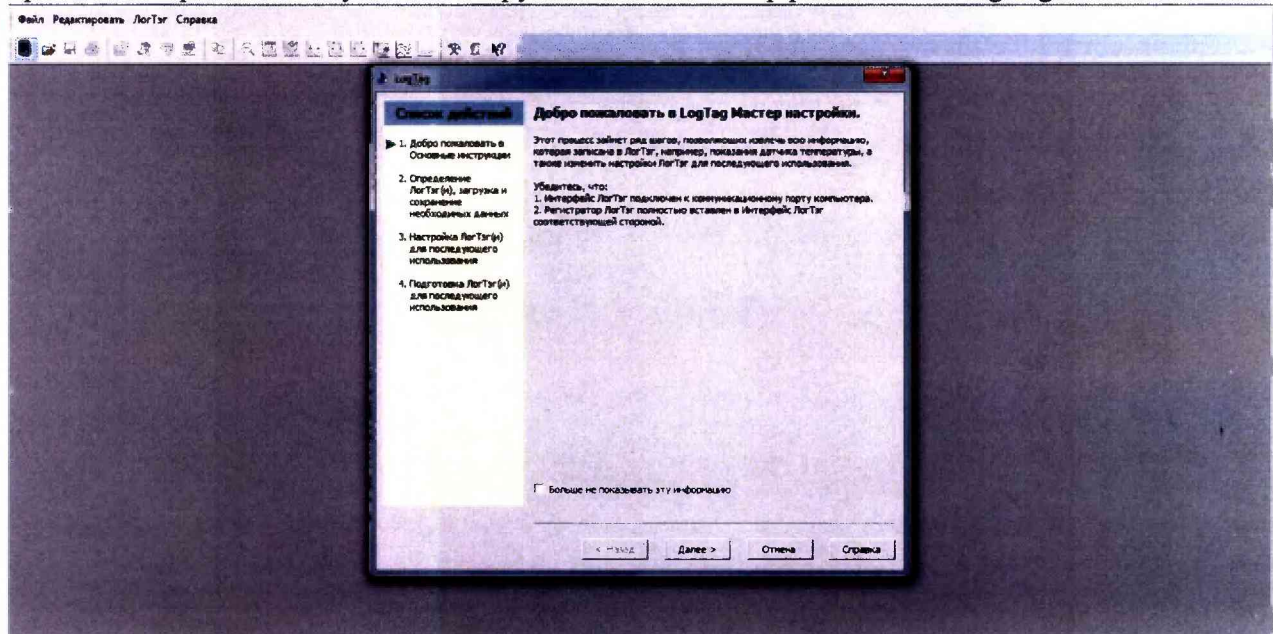 Файл Редактировать ЛогТэг Справка
LogTag
Список действий
1. Добро пожаловать в
Основные инструкции
2. Определение
ЛогТэг(и), загрузка и
сохранение
необходимых данных
3. Настройка ЛогТэг(и)
для последующего
использования
4. Подготовка ЛогТэг(и)
для последующего
использования
Добро пожаловать в LogTag Мастер настройки.
Этот процесс займет ряд шагов, позволяющих извлечь всю информацию,
которая записана в ЛогТэг, например, показания датчика температуры, а
также изменить настройки ЛогТэг для последующего использования.
Убедитесь, что:
1. Интерфейс ЛогТэг подключен к коммуникационному порту компьютера.
2. Регистратор ЛогТэг полностью вставлен в Интерфейс ЛогТэг
соответствующей стороной.
Больше не показывать эту информацию
< Назад
Далее >
Отмена
Справка